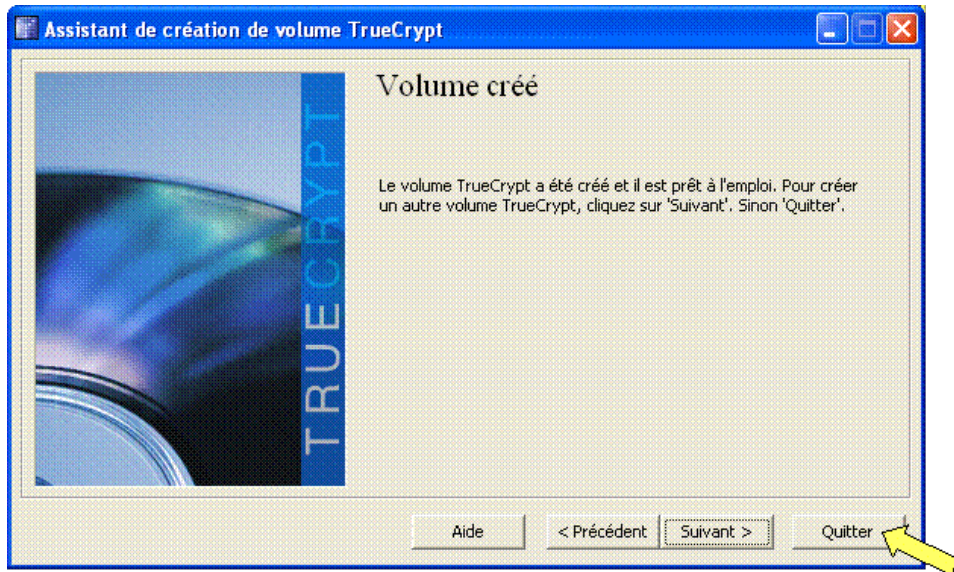 Assistant de création de volume TrueCrypt
TRUECRYPT
Volume créé
Le volume TrueCrypt a été créé et il est prêt à l'emploi. Pour créer
un autre volume TrueCrypt, cliquez sur 'Suivant'. Sinon 'Quitter'.
Aide
< Précédent
Suivant >
Quitter